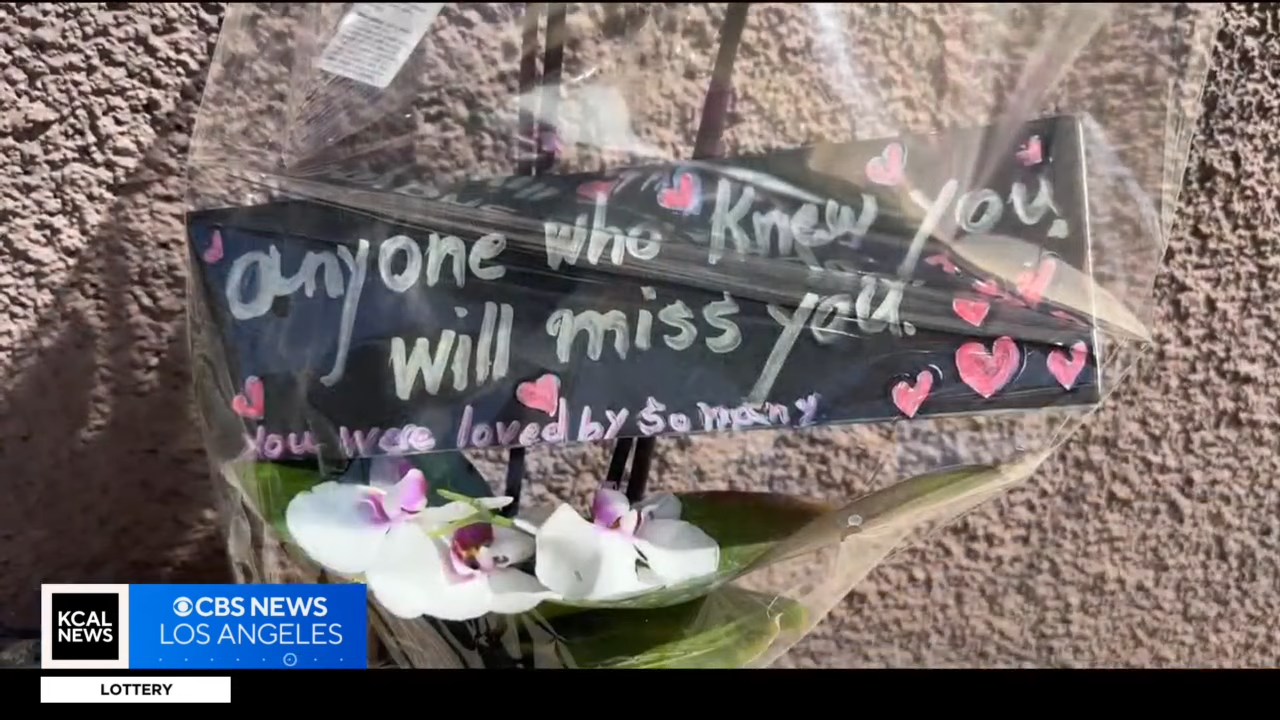 anyone who knew you,
will miss you.
You were loved by so many
KCAL
NEWS
CBS NEWS
LOS ANGELES
LOTTERY